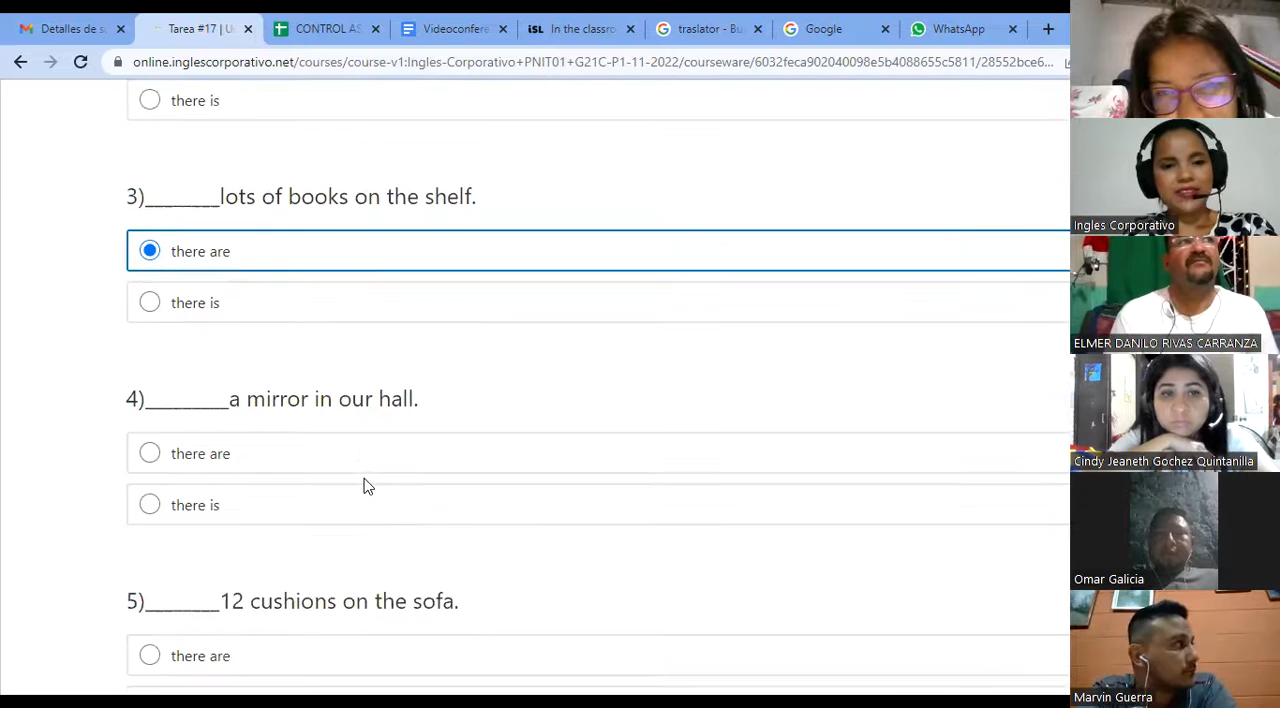 Detalles de s
Tarea #17 | U
CONTROL AS
Videoconfere
iSL In the classro
traslator - Bu
Google
WhatsApp
online.inglescorporativo.net/courses/course-v1:Ingles-Corporativo+PNIT01+G21C-P1-11-2022/courseware/6032feca902040098e5b4088655c5811/28552bce6...
there is
3)_______lots of books on the shelf.
there are
there is
4)________a mirror in our hall.
there are
there is
5)_______12 cushions on the sofa.
there are
Ingles Corporativo
ELMER DANILO RIVAS CARRANZA
Cindy Jeaneth Gochez Quintanilla
Omar Galicia
Marvin Guerra